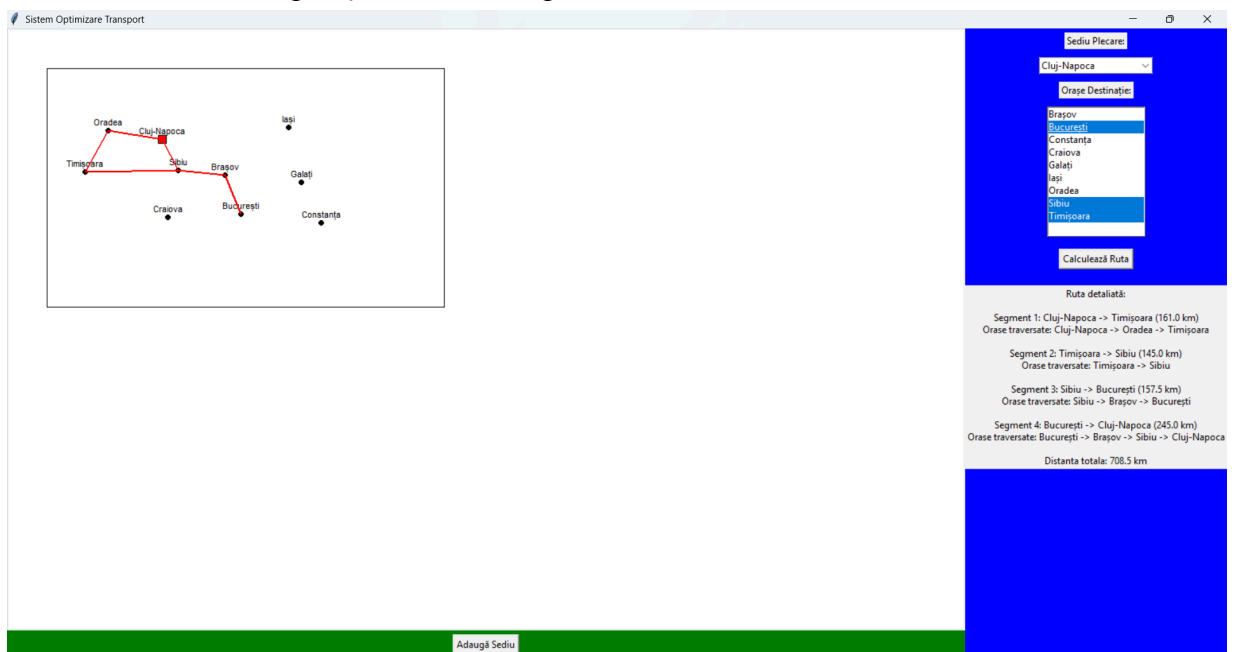 Sistem Optimizare Transport
Sediu Plecare:
Cluj-Napoca
Orașe Destinație:
Brașov
București
Constanța
Craiova
Galați
Iași
Oradea
Sibiu
Timișoara
Calculează Ruta
Ruta detaliată:
Segment 1: Cluj-Napoca -> Timișoara (161.0 km)
Orase traversate: Cluj-Napoca -> Oradea -> Timișoara
Segment 2: Timișoara -> Sibiu (145.0 km)
Orase traversate: Timișoara -> Sibiu
Segment 3: Sibiu -> București (157.5 km)
Orase traversate: Sibiu -> Brașov -> București
Segment 4: București -> Cluj-Napoca (245.0 km)
Orase traversate: București -> Brașov -> Sibiu -> Cluj-Napoca
Distanta totala: 708.5 km
Oradea
Cluj-Napoca
Iași
Timișoara
Sibiu
Brașov
Galați
Craiova
București
Constanța
Adaugă Sediu